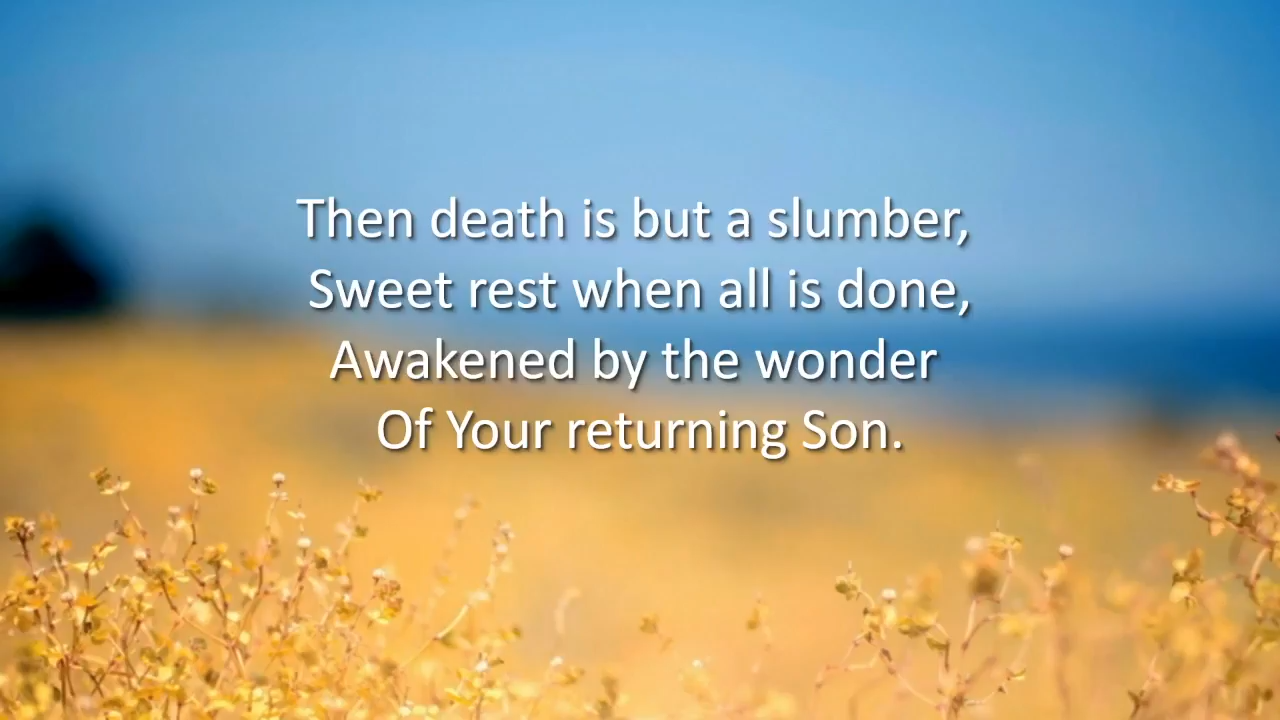 Then death is but a slumber,
Sweet rest when all is done,
Awakened by the wonder
Of Your returning Son.